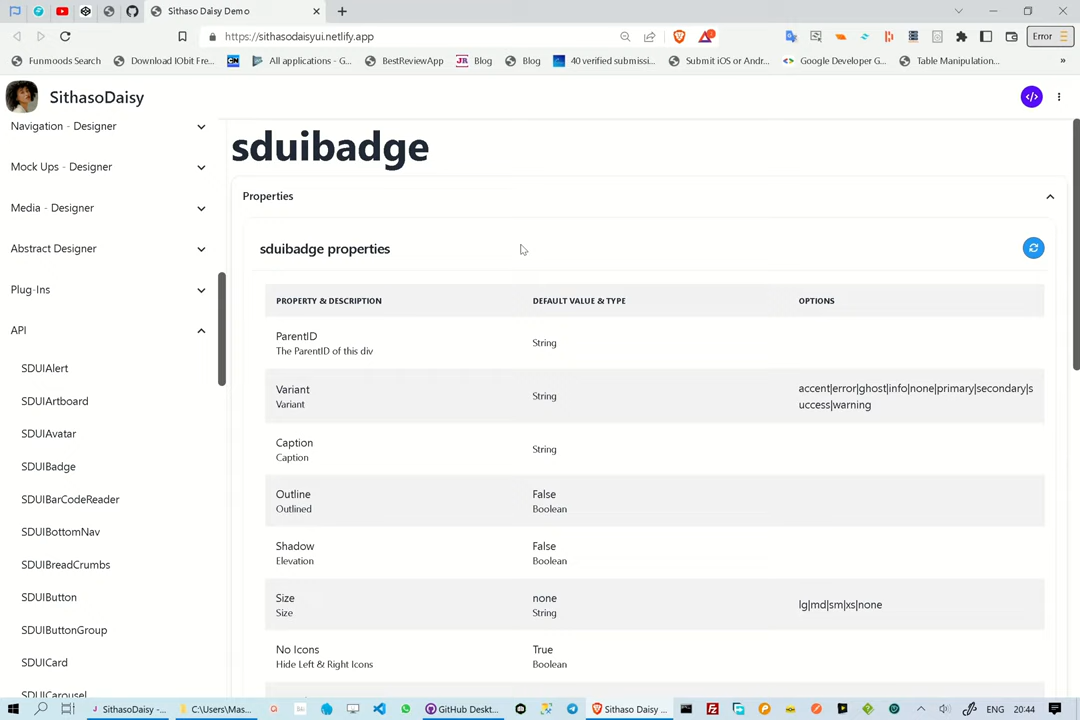 Sithaso Daisy Demo
https://sithasodaisyui.netlify.app
Error
Funmoods Search
Download IObit Fre...
All applications - G...
BestReviewApp
JR
Blog
Blog
40 verified submissi...
Submit iOS or Andr...
Google Developer G...
Table Manipulation...
»
SithasoDaisy
Navigation - Designer
Mock Ups - Designer
Media - Designer
Abstract Designer
Plug-Ins
API
SDUIAlert
SDUIArtboard
SDUIAvatar
SDUIBadge
SDUIBarCodeReader
SDUIBottomNav
SDUIBreadCrumbs
SDUIButton
SDUIButtonGroup
SDUICard
SDUICarousel
sduibadge
Properties
sduibadge properties
PROPERTY & DESCRIPTION DEFAULT VALUE & TYPE OPTIONS
ParentID
The ParentID of this div
String
Variant
Variant
String
accent|error|ghost|info|none|primary|secondary|s
uccess|warning
Caption
Caption
String
Outline
Outlined
False
Boolean
Shadow
Elevation
False
Boolean
Size
Size
none
String
lg|md|sm|xs|none
No Icons
Hide Left & Right Icons
True
Boolean
SithasoDaisy -...
C:\Users\Mas...
GitHub Deskt...
Sithaso Daisy ...
ENG
20:44